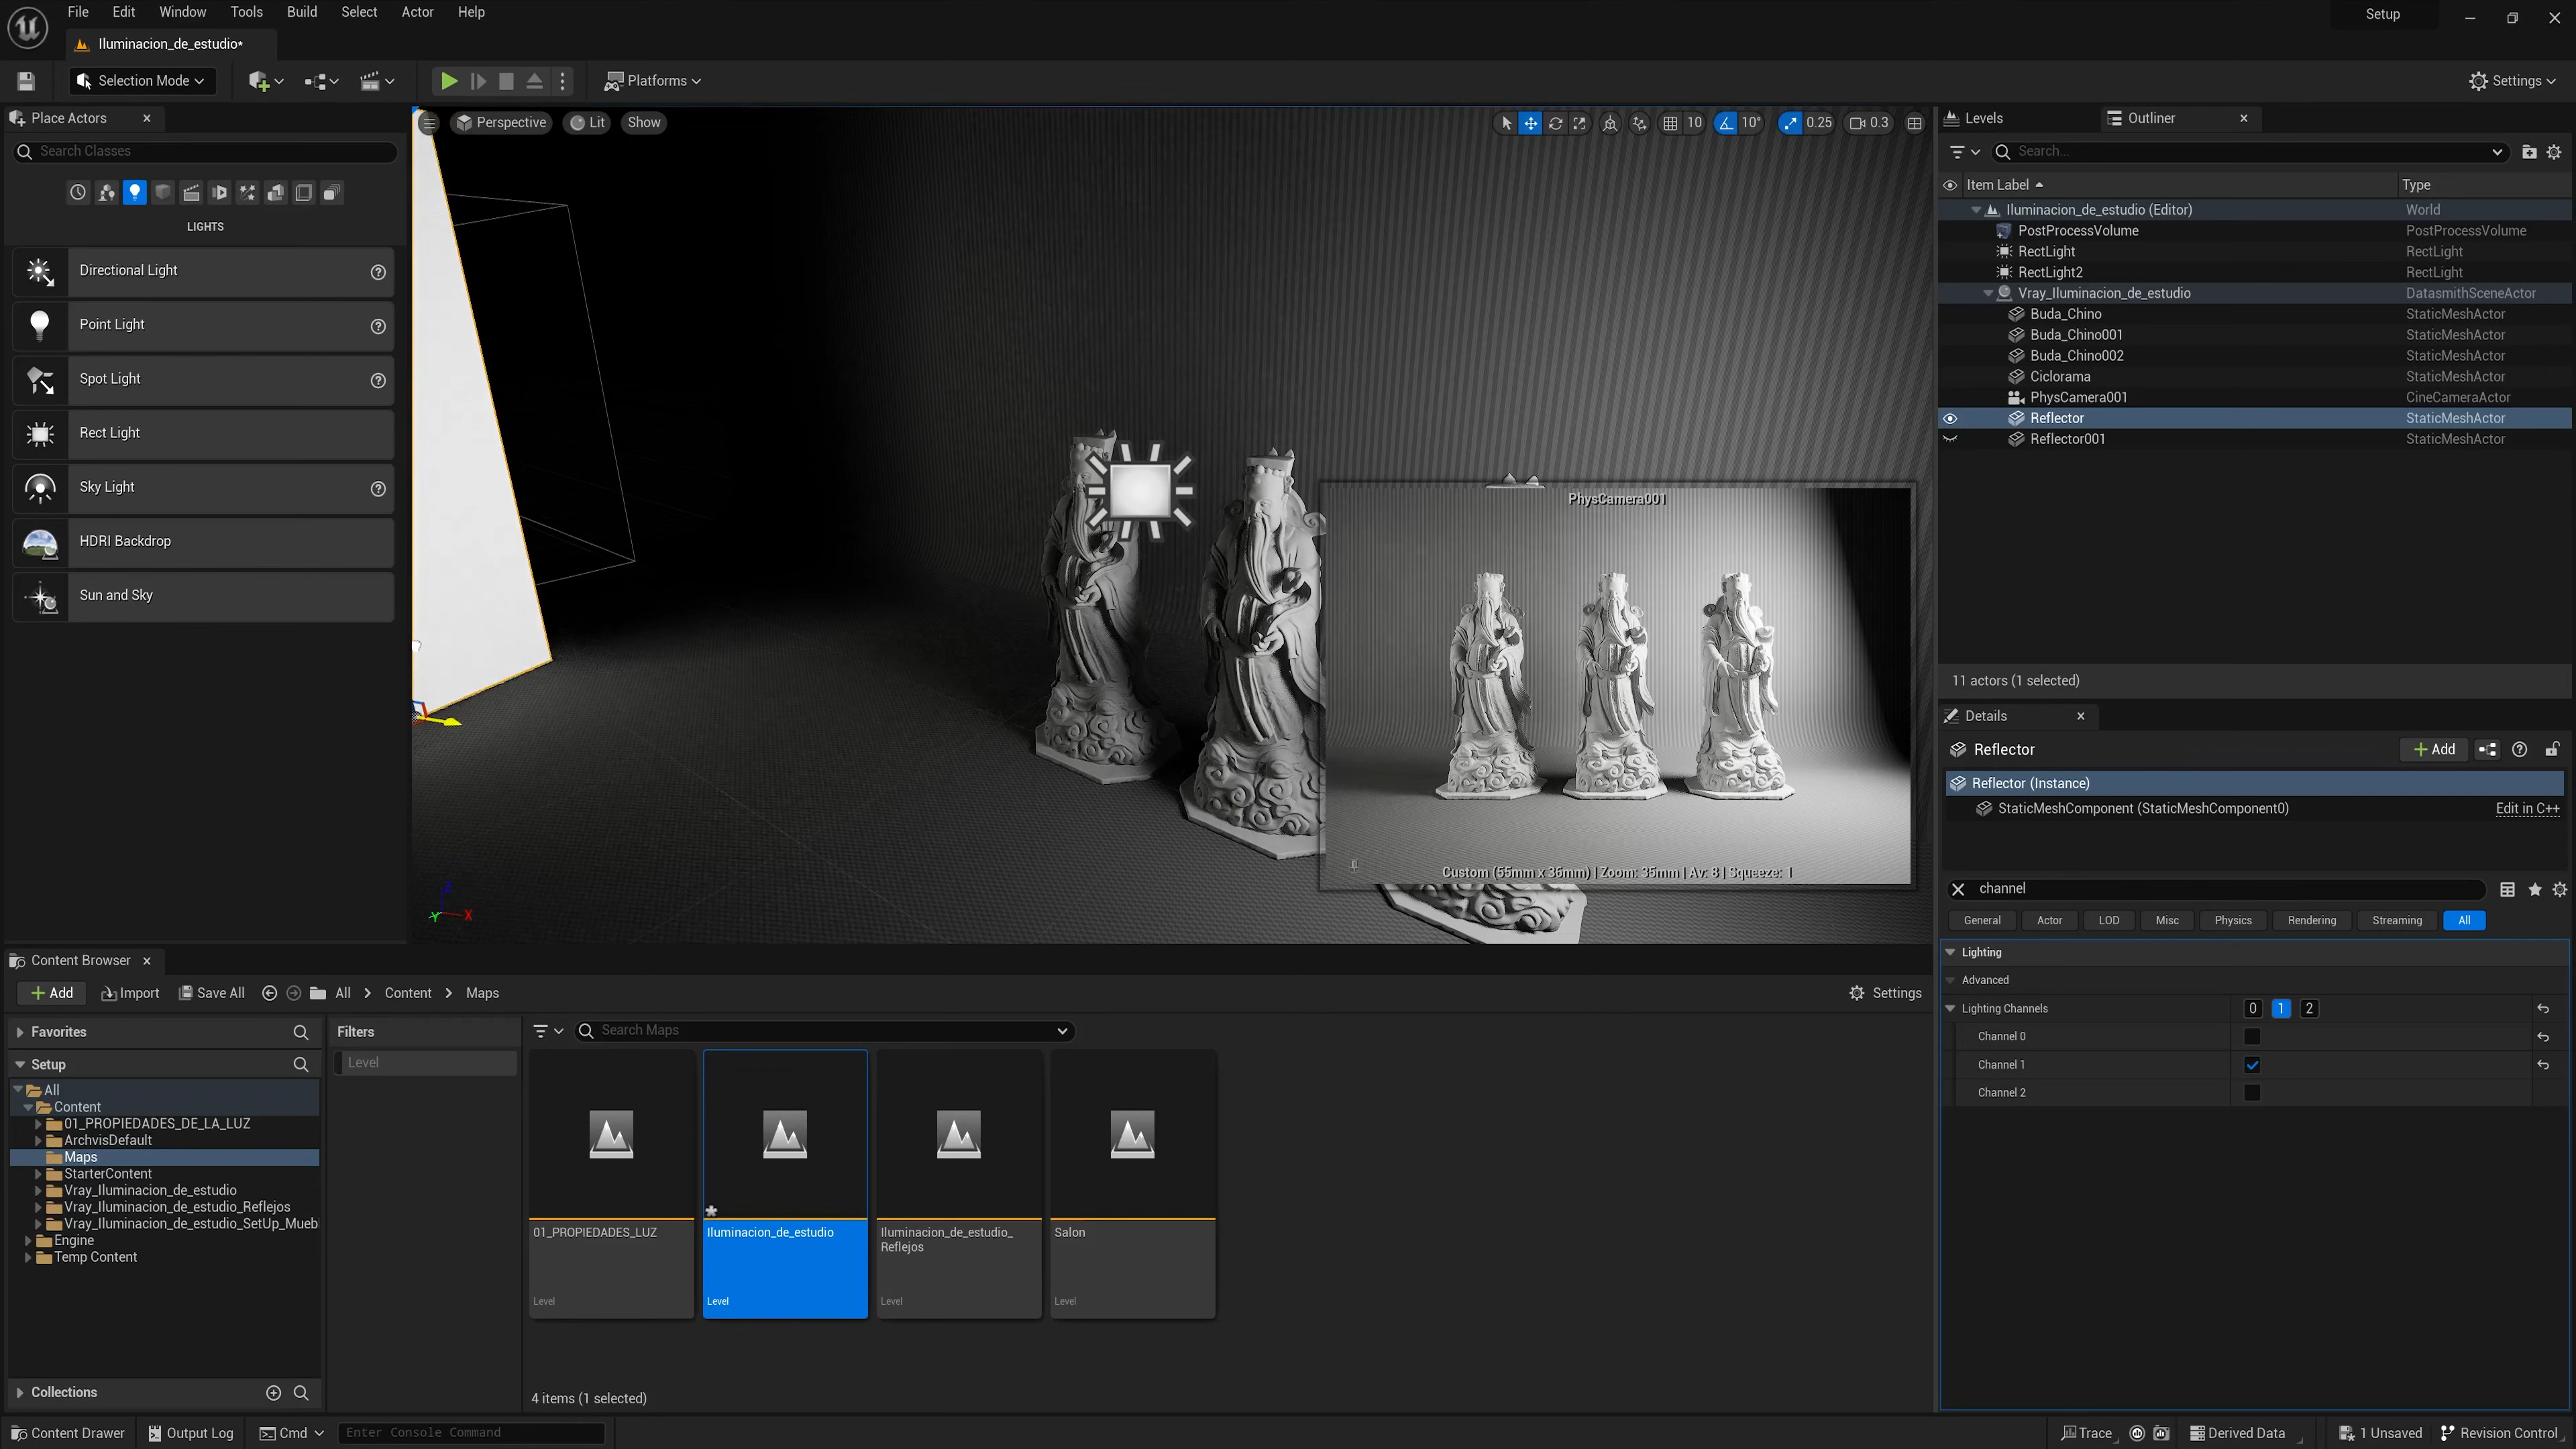 File Edit Window Tools Build Select Actor Help
Setup
Iluminacion_de_estudio*
Selection Mode
Platforms
Settings
Place Actors
Search Classes
LIGHTS
Directional Light
Point Light
Spot Light
Rect Light
Sky Light
HDRI Backdrop
Sun and Sky
Perspective Lit Show
10 10° 0.25 0.3
PhysCamera001
Custom (55mm x 36mm) | Zoom: 35mm | Av: 8 | Squeeze: 1
Z
Y X
Levels Outliner
Search...
Item Label Type
Iluminacion_de_estudio (Editor) World
PostProcessVolume PostProcessVolume
RectLight RectLight
RectLight2 RectLight
Vray_Iluminacion_de_estudio DatasmithSceneActor
Buda_Chino StaticMeshActor
Buda_Chino001 StaticMeshActor
Buda_Chino002 StaticMeshActor
Ciclorama StaticMeshActor
PhysCamera001 CineCameraActor
Reflector StaticMeshActor
Reflector001 StaticMeshActor
11 actors (1 selected)
Details
Reflector Add
Reflector (Instance)
StaticMeshComponent (StaticMeshComponent0) Edit in C++
channel
General Actor LOD Misc Physics Rendering Streaming All
Lighting
Advanced
Lighting Channels 0 1 2
Channel 0
Channel 1
Channel 2
Content Browser
Add Import Save All All > Content > Maps Settings
Favorites
Setup
All
Content
01_PROPIEDADES_DE_LA_LUZ
ArchvisDefault
Maps
StarterContent
Vray_Iluminacion_de_estudio
Vray_Iluminacion_de_estudio_Reflejos
Vray_Iluminacion_de_estudio_SetUp_Muebl
Engine
Temp Content
Collections
Filters
Level
Search Maps
01_PROPIEDADES_LUZ
Level
Iluminacion_de_estudio
Level
Iluminacion_de_estudio_
Reflejos
Level
Salon
Level
4 items (1 selected)
Content Drawer Output Log Cmd Enter Console Command
Trace Derived Data 1 Unsaved Revision Control